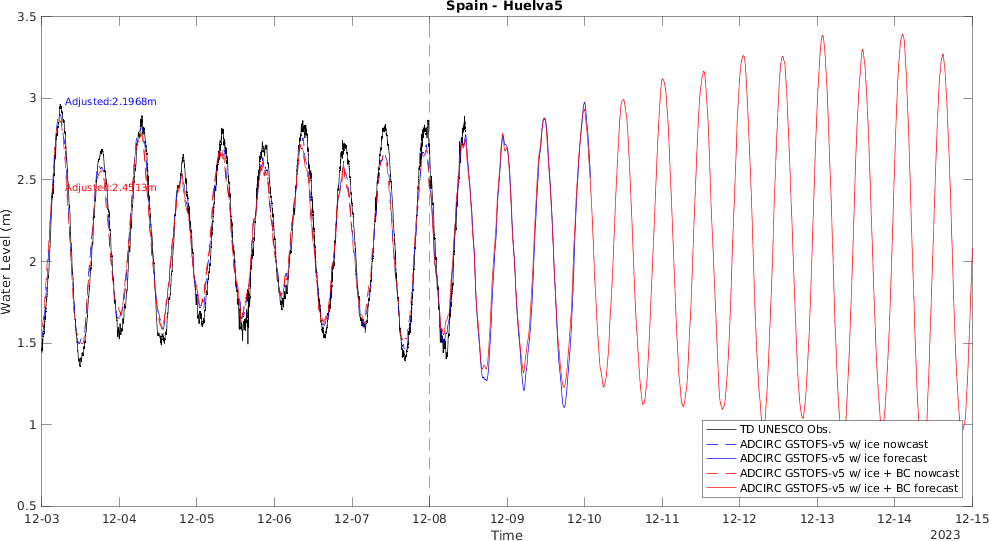 Spain - Huelva5
3.5
3
2.5
2
1.5
1
0.5
Water Level (m)
Adjusted:2.1968m
Adjusted:2.4513m
TD UNESCO Obs.
ADCIRC GSTOFS-v5 w/ ice nowcast
ADCIRC GSTOFS-v5 w/ ice forecast
ADCIRC GSTOFS-v5 w/ ice + BC nowcast
ADCIRC GSTOFS-v5 w/ ice + BC forecast
12-03 12-04 12-05 12-06 12-07 12-08 12-09 12-10 12-11 12-12 12-13 12-14 12-15
Time
2023